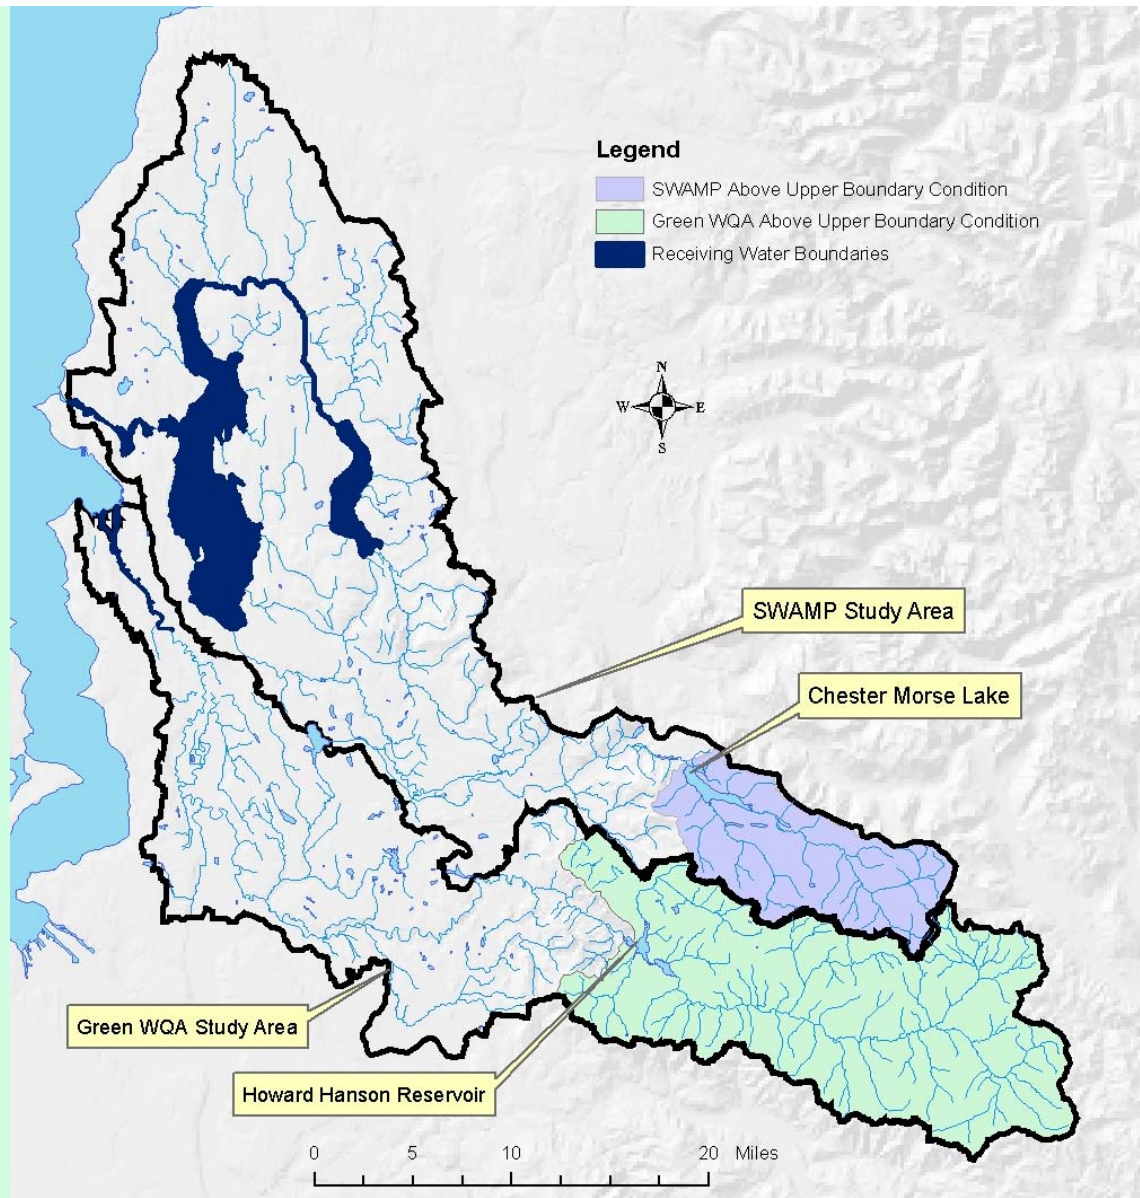 Legend
SWAMP Above Upper Boundary Condition
Green WQA Above Upper Boundary Condition
Receiving Water Boundaries
N
W E
S
SWAMP Study Area
Chester Morse Lake
Green WQA Study Area
Howard Hanson Reservoir
0 5 10 20 Miles